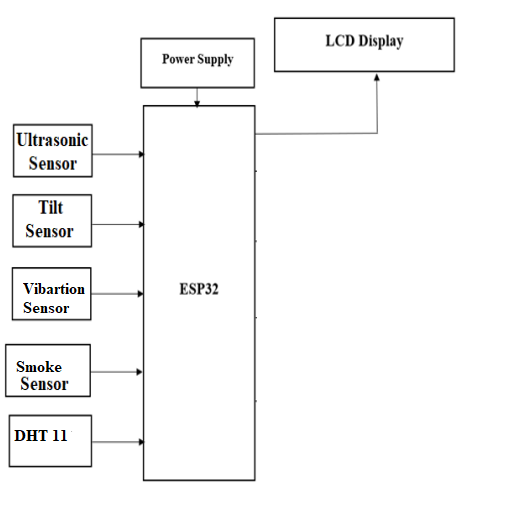 LCD Display
Power Supply
Ultrasonic
Sensor
Tilt
Sensor
Vibartion
Sensor
ESP32
Smoke
Sensor
DHT 11